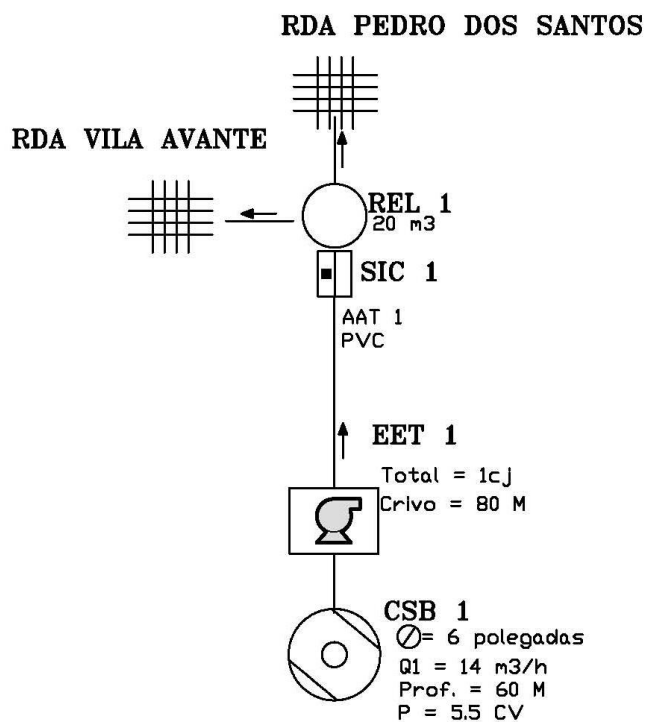 RDA PEDRO DOS SANTOS
RDA VILA AVANTE
REL 1
20 m3
SIC 1
AAT 1
PVC
EET 1
Total = 1cj
Crivo = 80 M
CSB 1
∅= 6 polegadas
Q1 = 14 m3/h
Prof. = 60 M
P = 5.5 CV